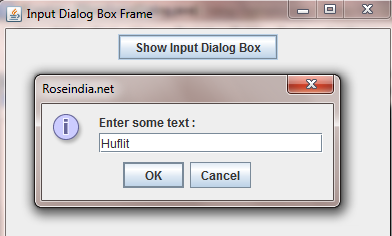 Input Dialog Box Frame
Show Input Dialog Box
Roseindia.net
Enter some text :
Huflit
OK Cancel